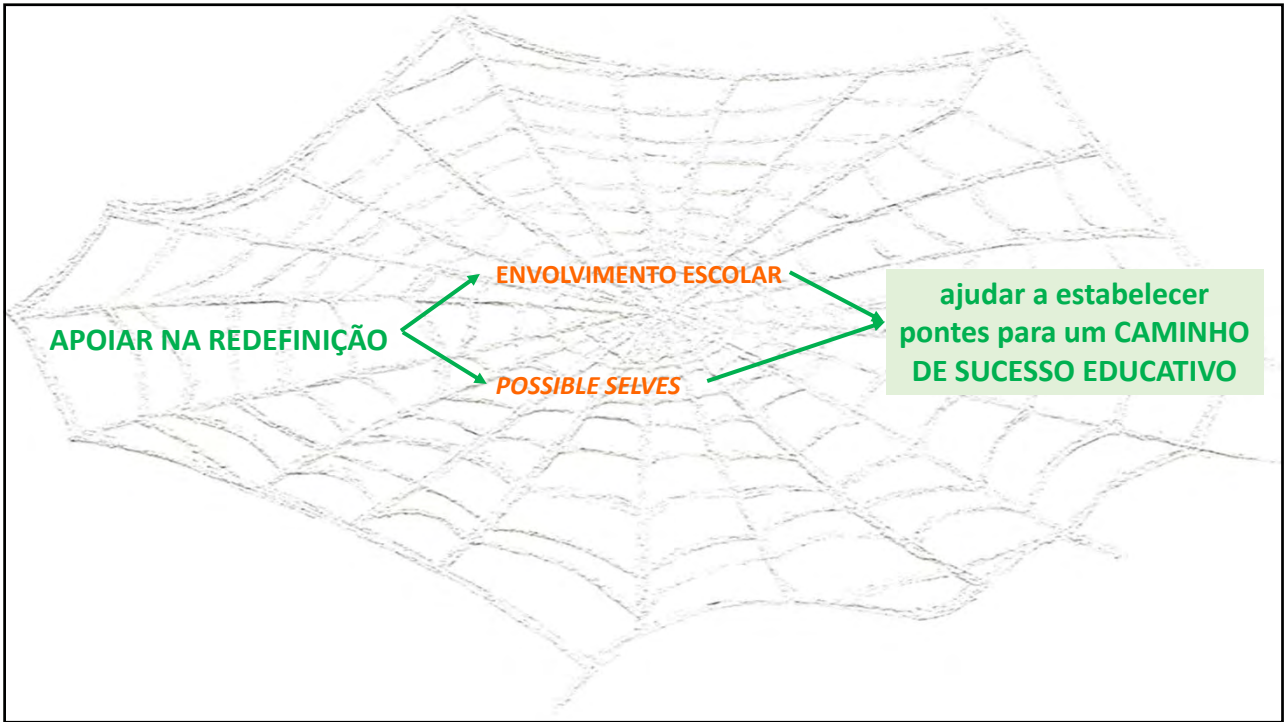 APOIAR NA REDEFINIÇÃO
ENVOLVIMENTO ESCOLAR
POSSIBLE SELVES
ajudar a estabelecer
pontes para um CAMINHO
DE SUCESSO EDUCATIVO